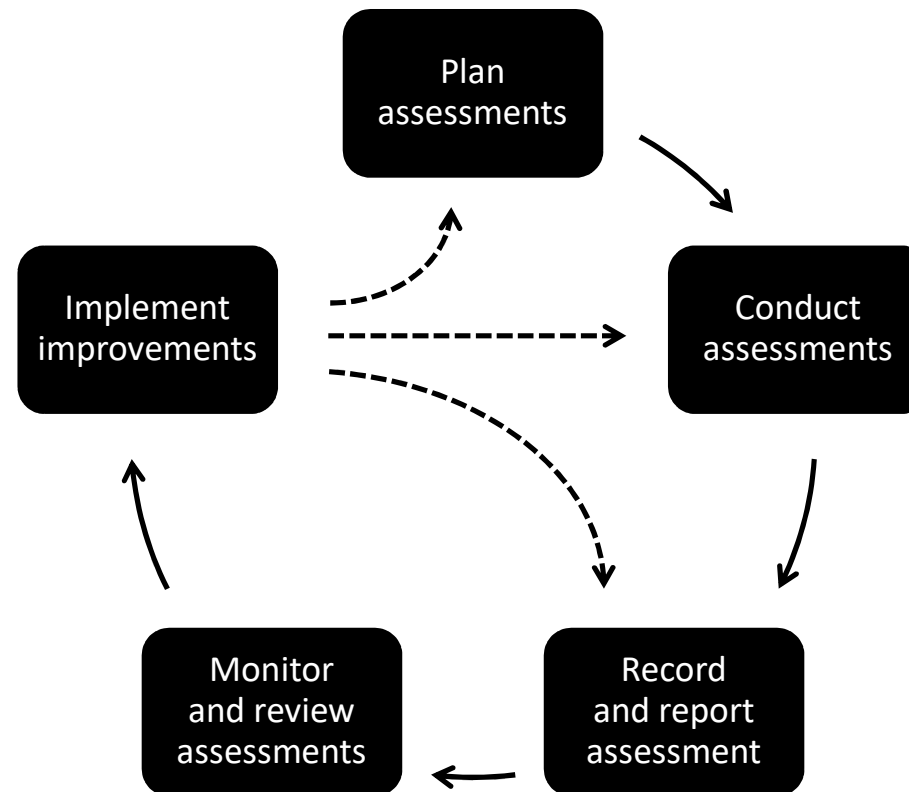 Plan
assessments
Implement
improvements
Conduct
assessments
Monitor
and review
assessments
Record
and report
assessment